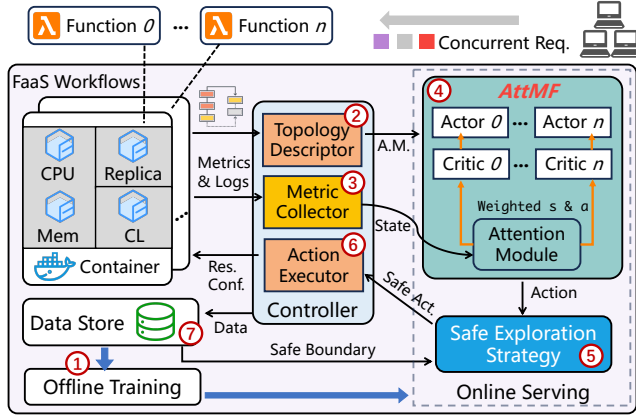 Function 0
...
Function n
Concurrent Req.
FaaS Workflows
CPU
Replica
Mem
CL
...
Container
Metrics
& Logs
Res.
Conf.
2
Topology
Descriptor
3
Metric
Collector
6
Action
Executor
Controller
A.M.
State
Safe Act.
4
AttMF
Actor 0
...
Actor n
Critic 0
...
Critic n
Weighted s & a
Attention
Module
Action
Data Store
7
Data
Safe Boundary
Safe Exploration
Strategy
5
1
Offline Training
Online Serving